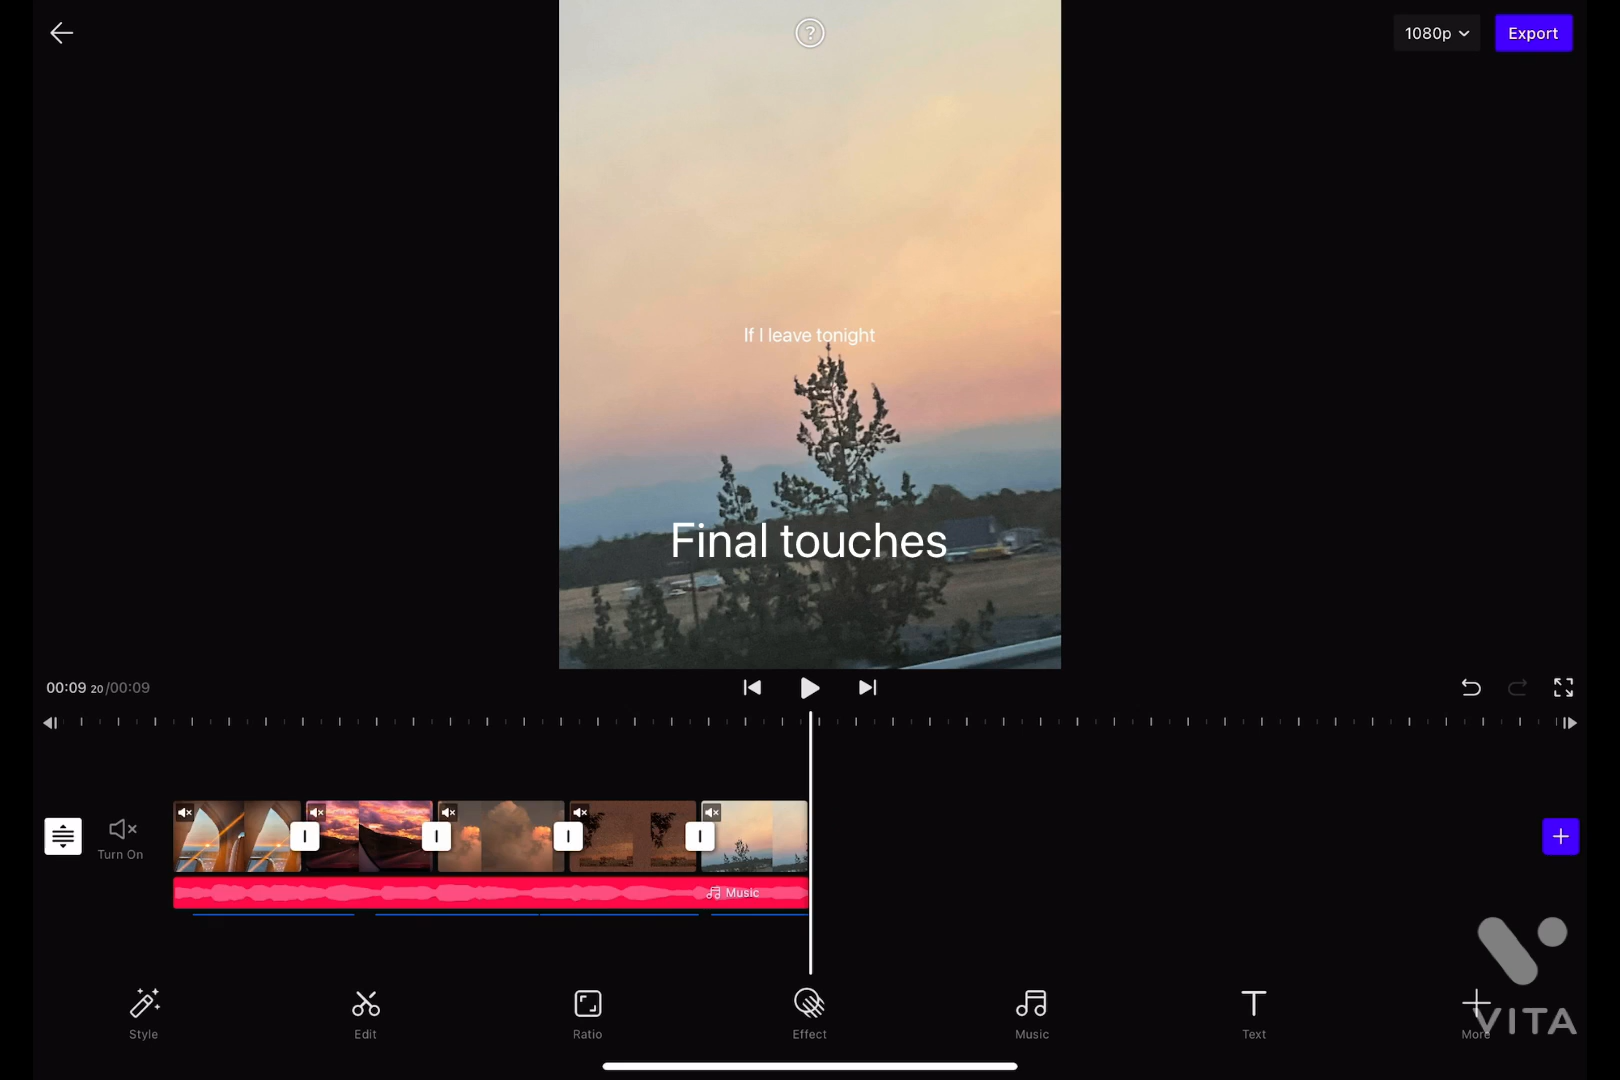 ?
1080p
Export
If I leave tonight
Final touches
00:09 20 /00:09
Turn On
Music
Style
Edit
Ratio
Effect
Music
Text
More
VITA